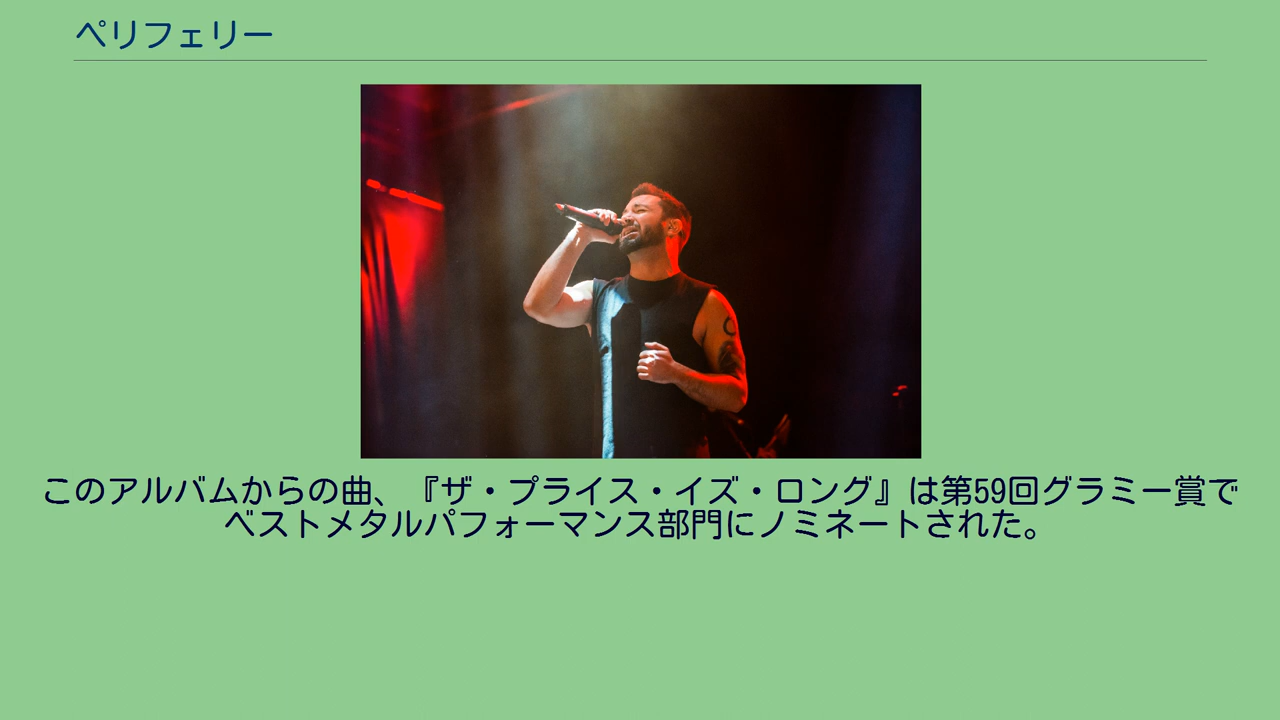 ペリフェリー
このアルバムからの曲、『ザ・プライス・イズ・ロング』は第59回グラミー賞で
ベストメタルパフォーマンス部門にノミネートされた。